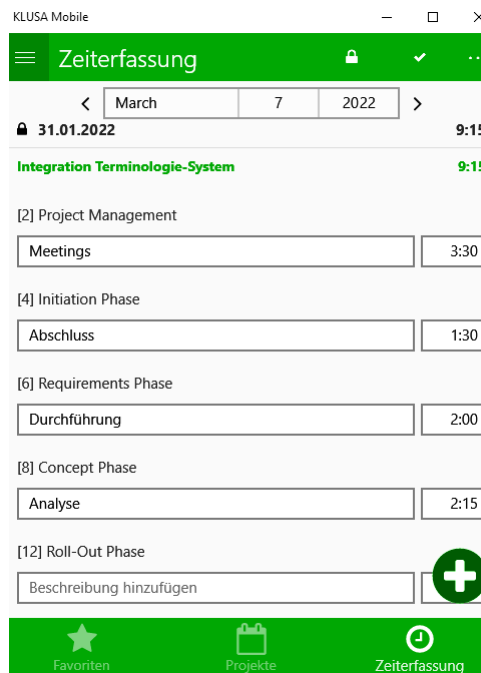 KLUSA Mobile
Zeiterfassung
March 7 2022
31.01.2022 9:15
Integration Terminologie-System 9:15
[2] Project Management
Meetings 3:30
[4] Initiation Phase
Abschluss 1:30
[6] Requirements Phase
Durchführung 2:00
[8] Concept Phase
Analyse 2:15
[12] Roll-Out Phase
Beschreibung hinzufügen
Favoriten Projekte Zeiterfassung